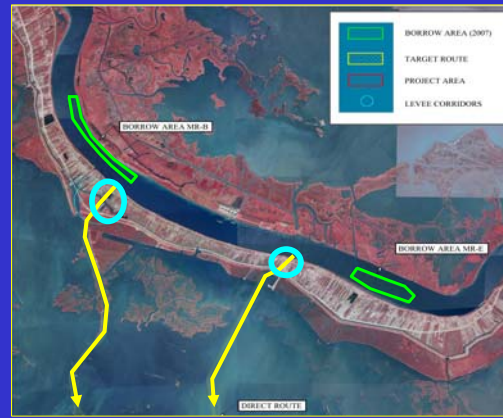 BORROW AREA (2007)
TARGET ROUTE
PROJECT AREA
LEVEE CORRIDORS
BORROW AREA MR-B
BORROW AREA MR-E
DIRECT ROUTE